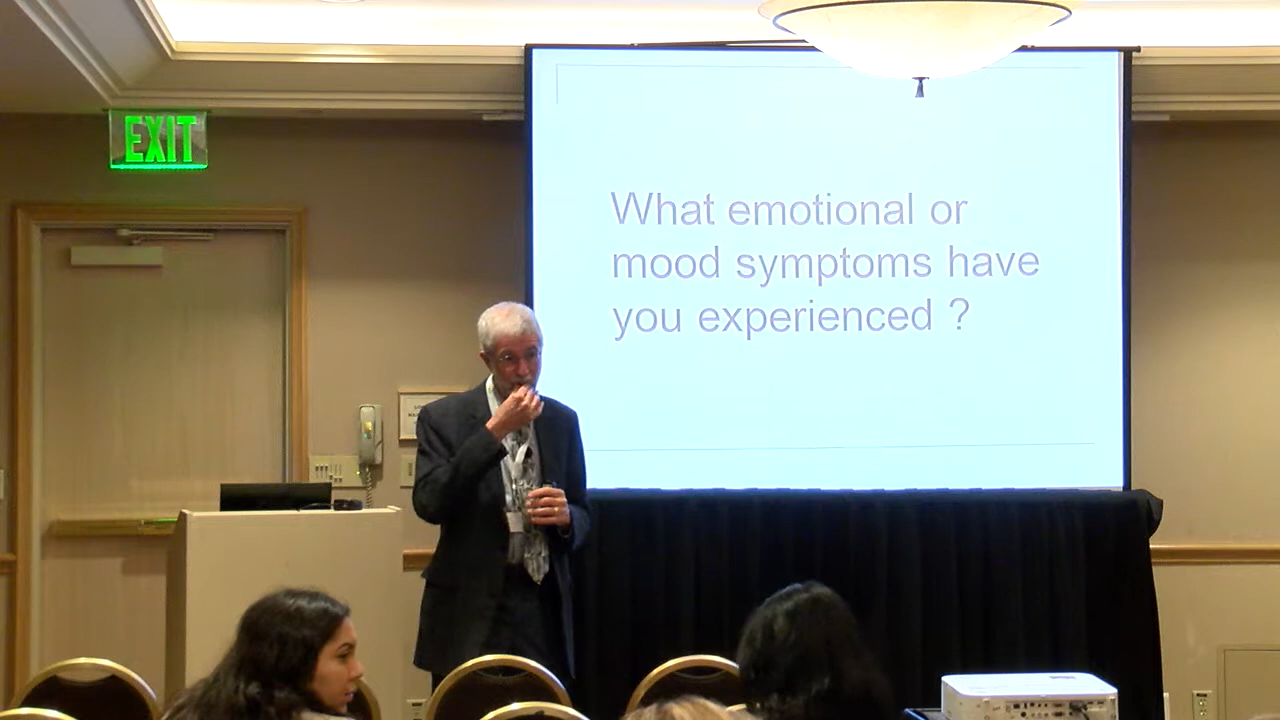 EXIT
What emotional or
mood symptoms have
you experienced ?